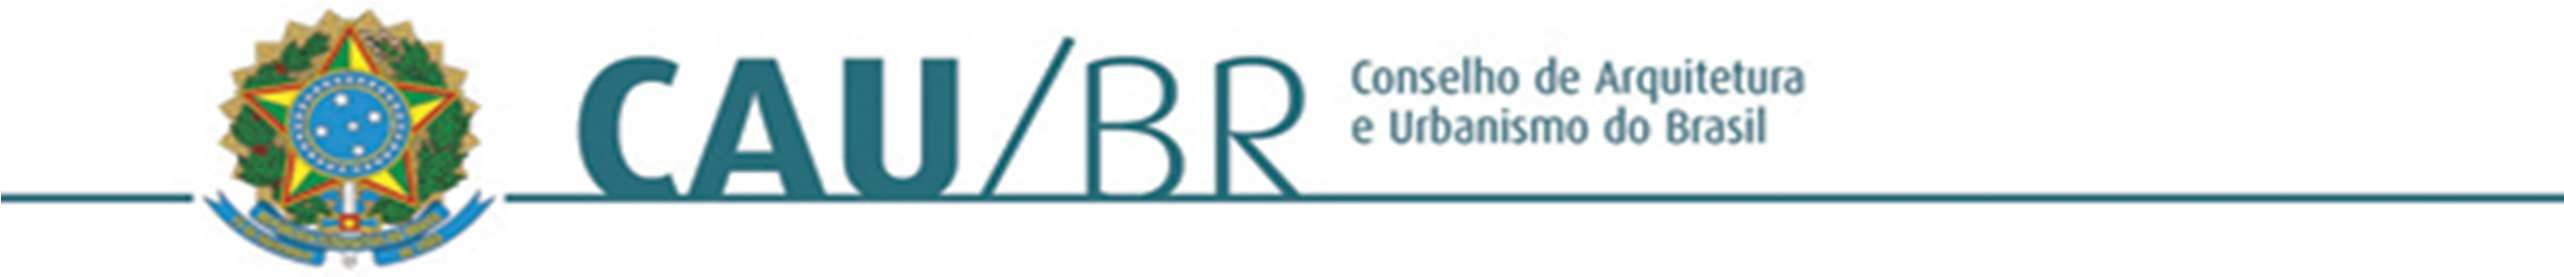 CAU/BR
Conselho de Arquitetura
e Urbanismo do Brasil